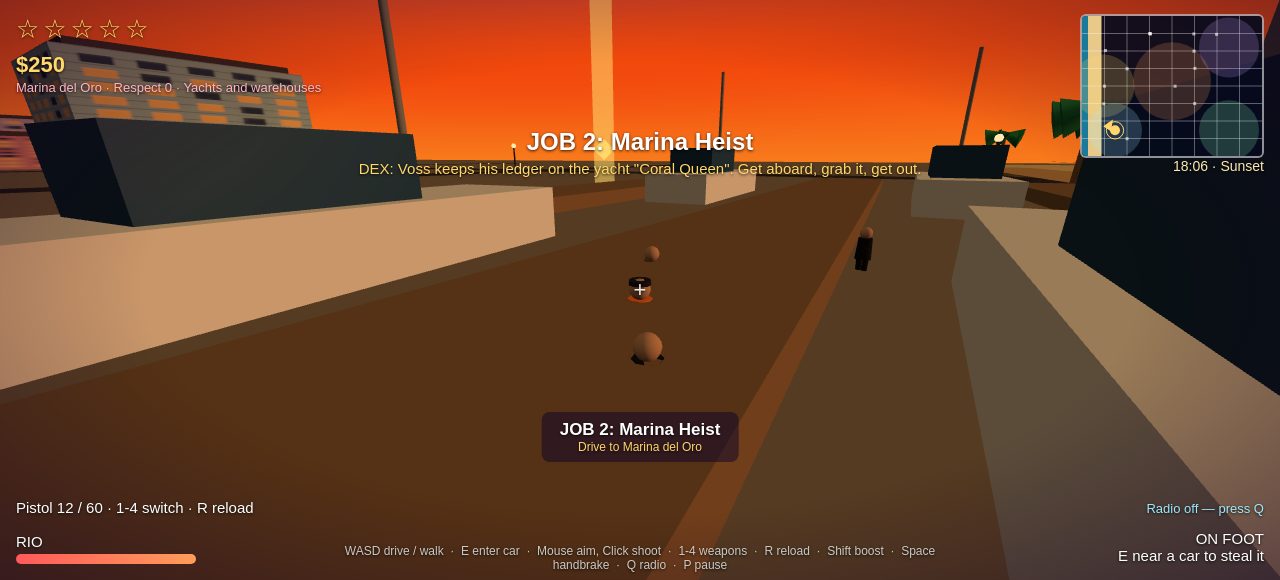 ☆☆☆☆☆
$250
Marina del Oro · Respect 0 · Yachts and warehouses
18:06 · Sunset
JOB 2: Marina Heist
DEX: Voss keeps his ledger on the yacht "Coral Queen". Get aboard, grab it, get out.
JOB 2: Marina Heist
Drive to Marina del Oro
Pistol 12 / 60 · 1-4 switch · R reload
RIO
WASD drive / walk · E enter car · Mouse aim, Click shoot · 1-4 weapons · R reload · Shift boost · Space
handbrake · Q radio · P pause
Radio off — press Q
ON FOOT
E near a car to steal it